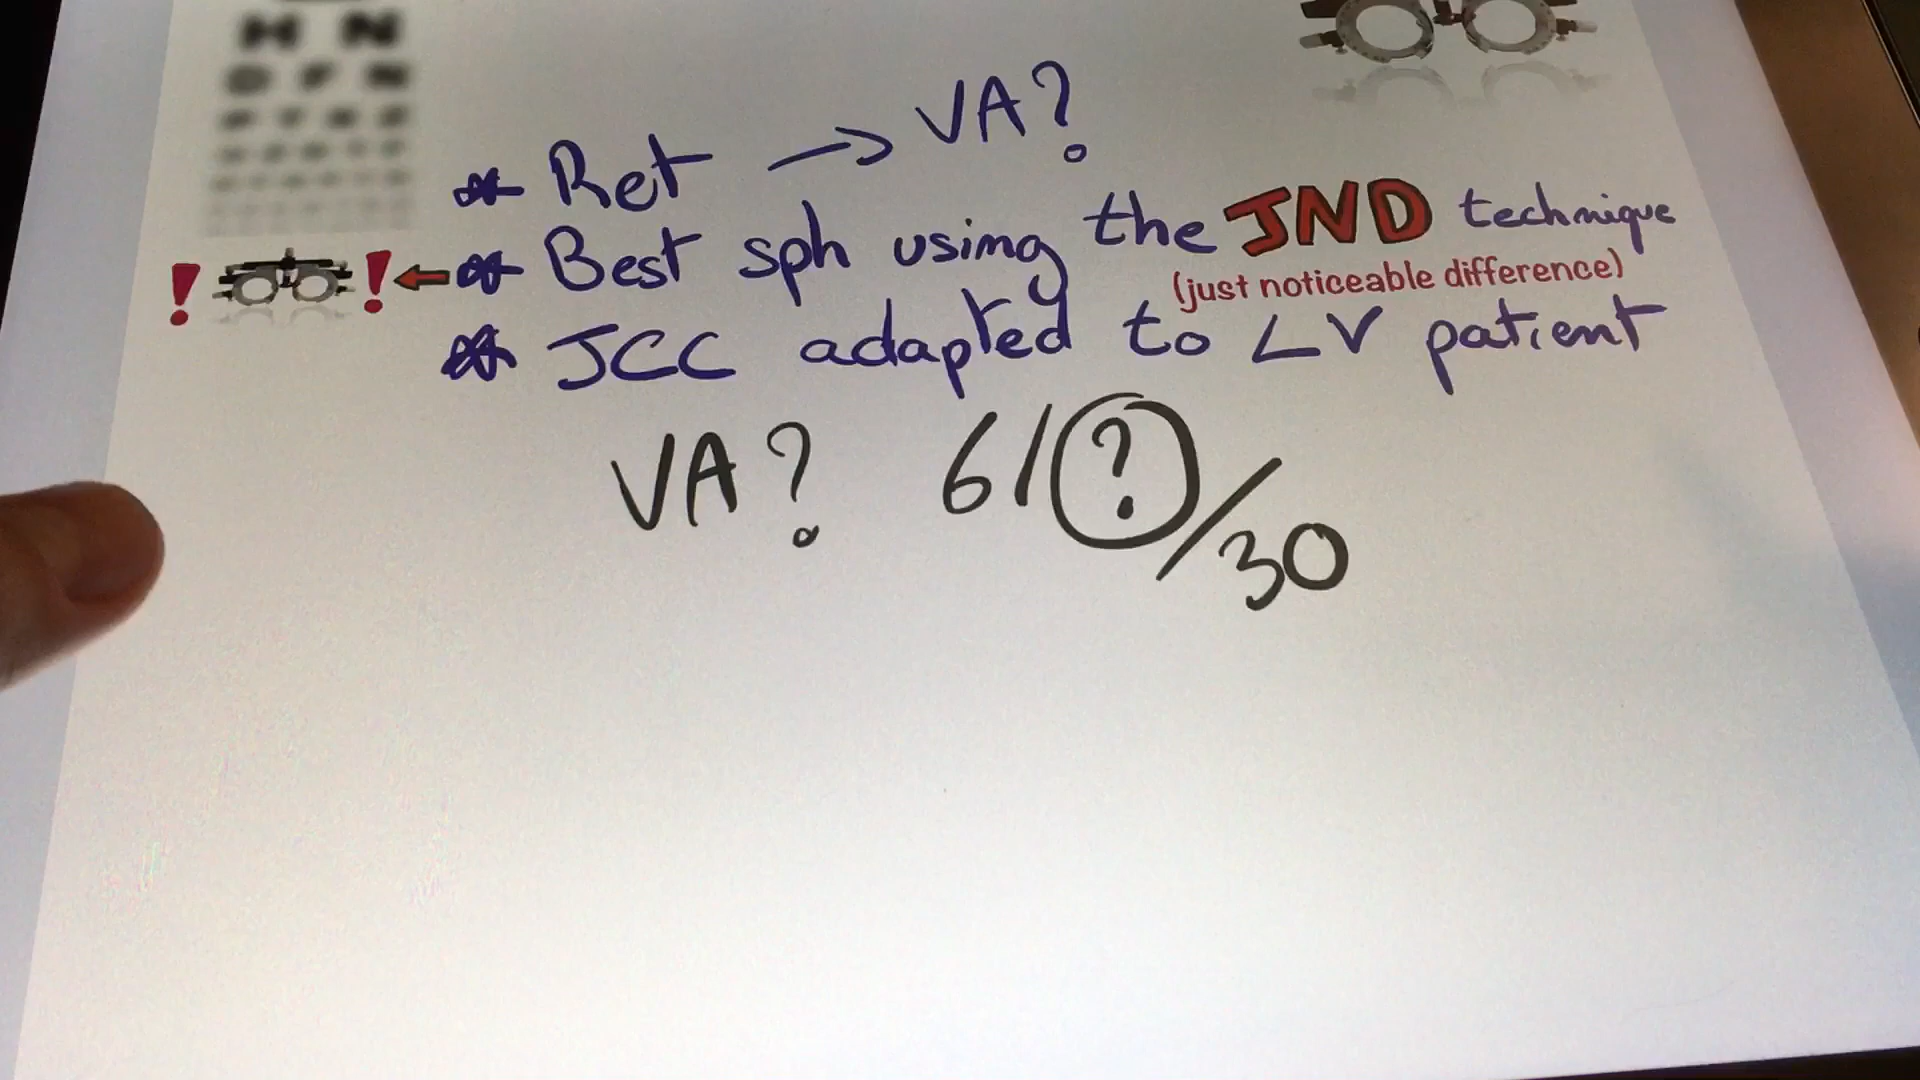 H N
* Ret → VA?
* Best sph using the JND technique
(just noticeable difference)
! ! ← * JCC adapted to LV patient
VA? 6/?/30